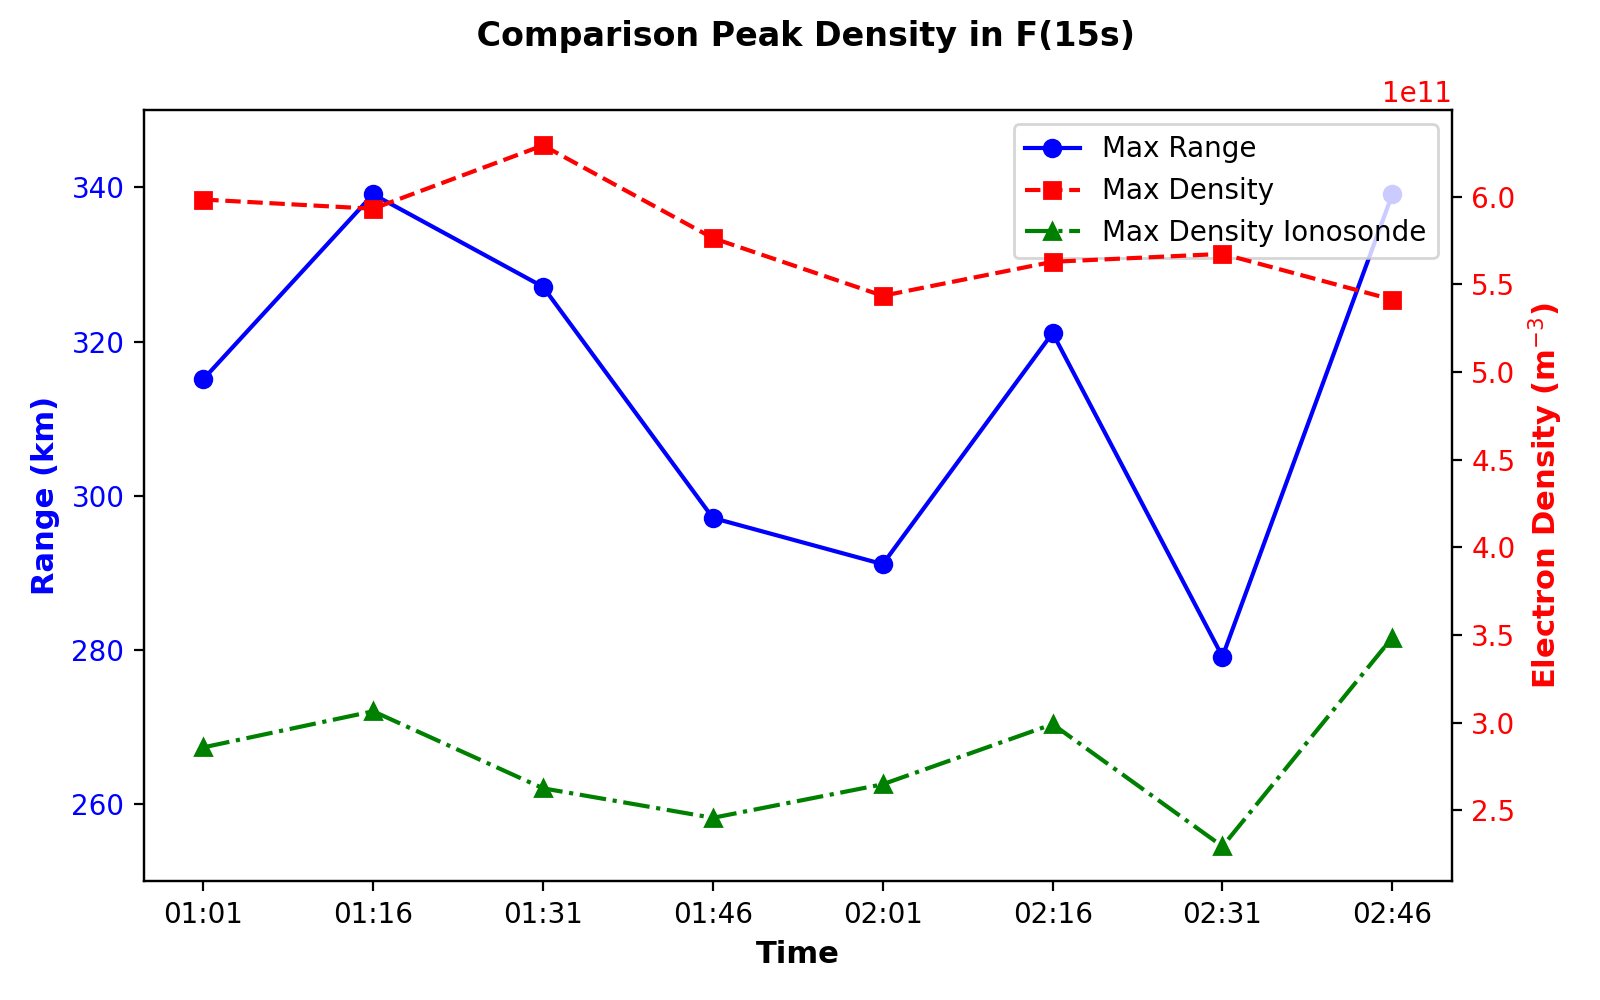 Comparison Peak Density in F(15s)
1e11
Max Range
Max Density
Max Density Ionosonde
340
320
300
280
260
Range (km)
6.0
5.5
5.0
4.5
4.0
3.5
3.0
2.5
Electron Density (m⁻³)
01:01 01:16 01:31 01:46 02:01 02:16 02:31 02:46
Time